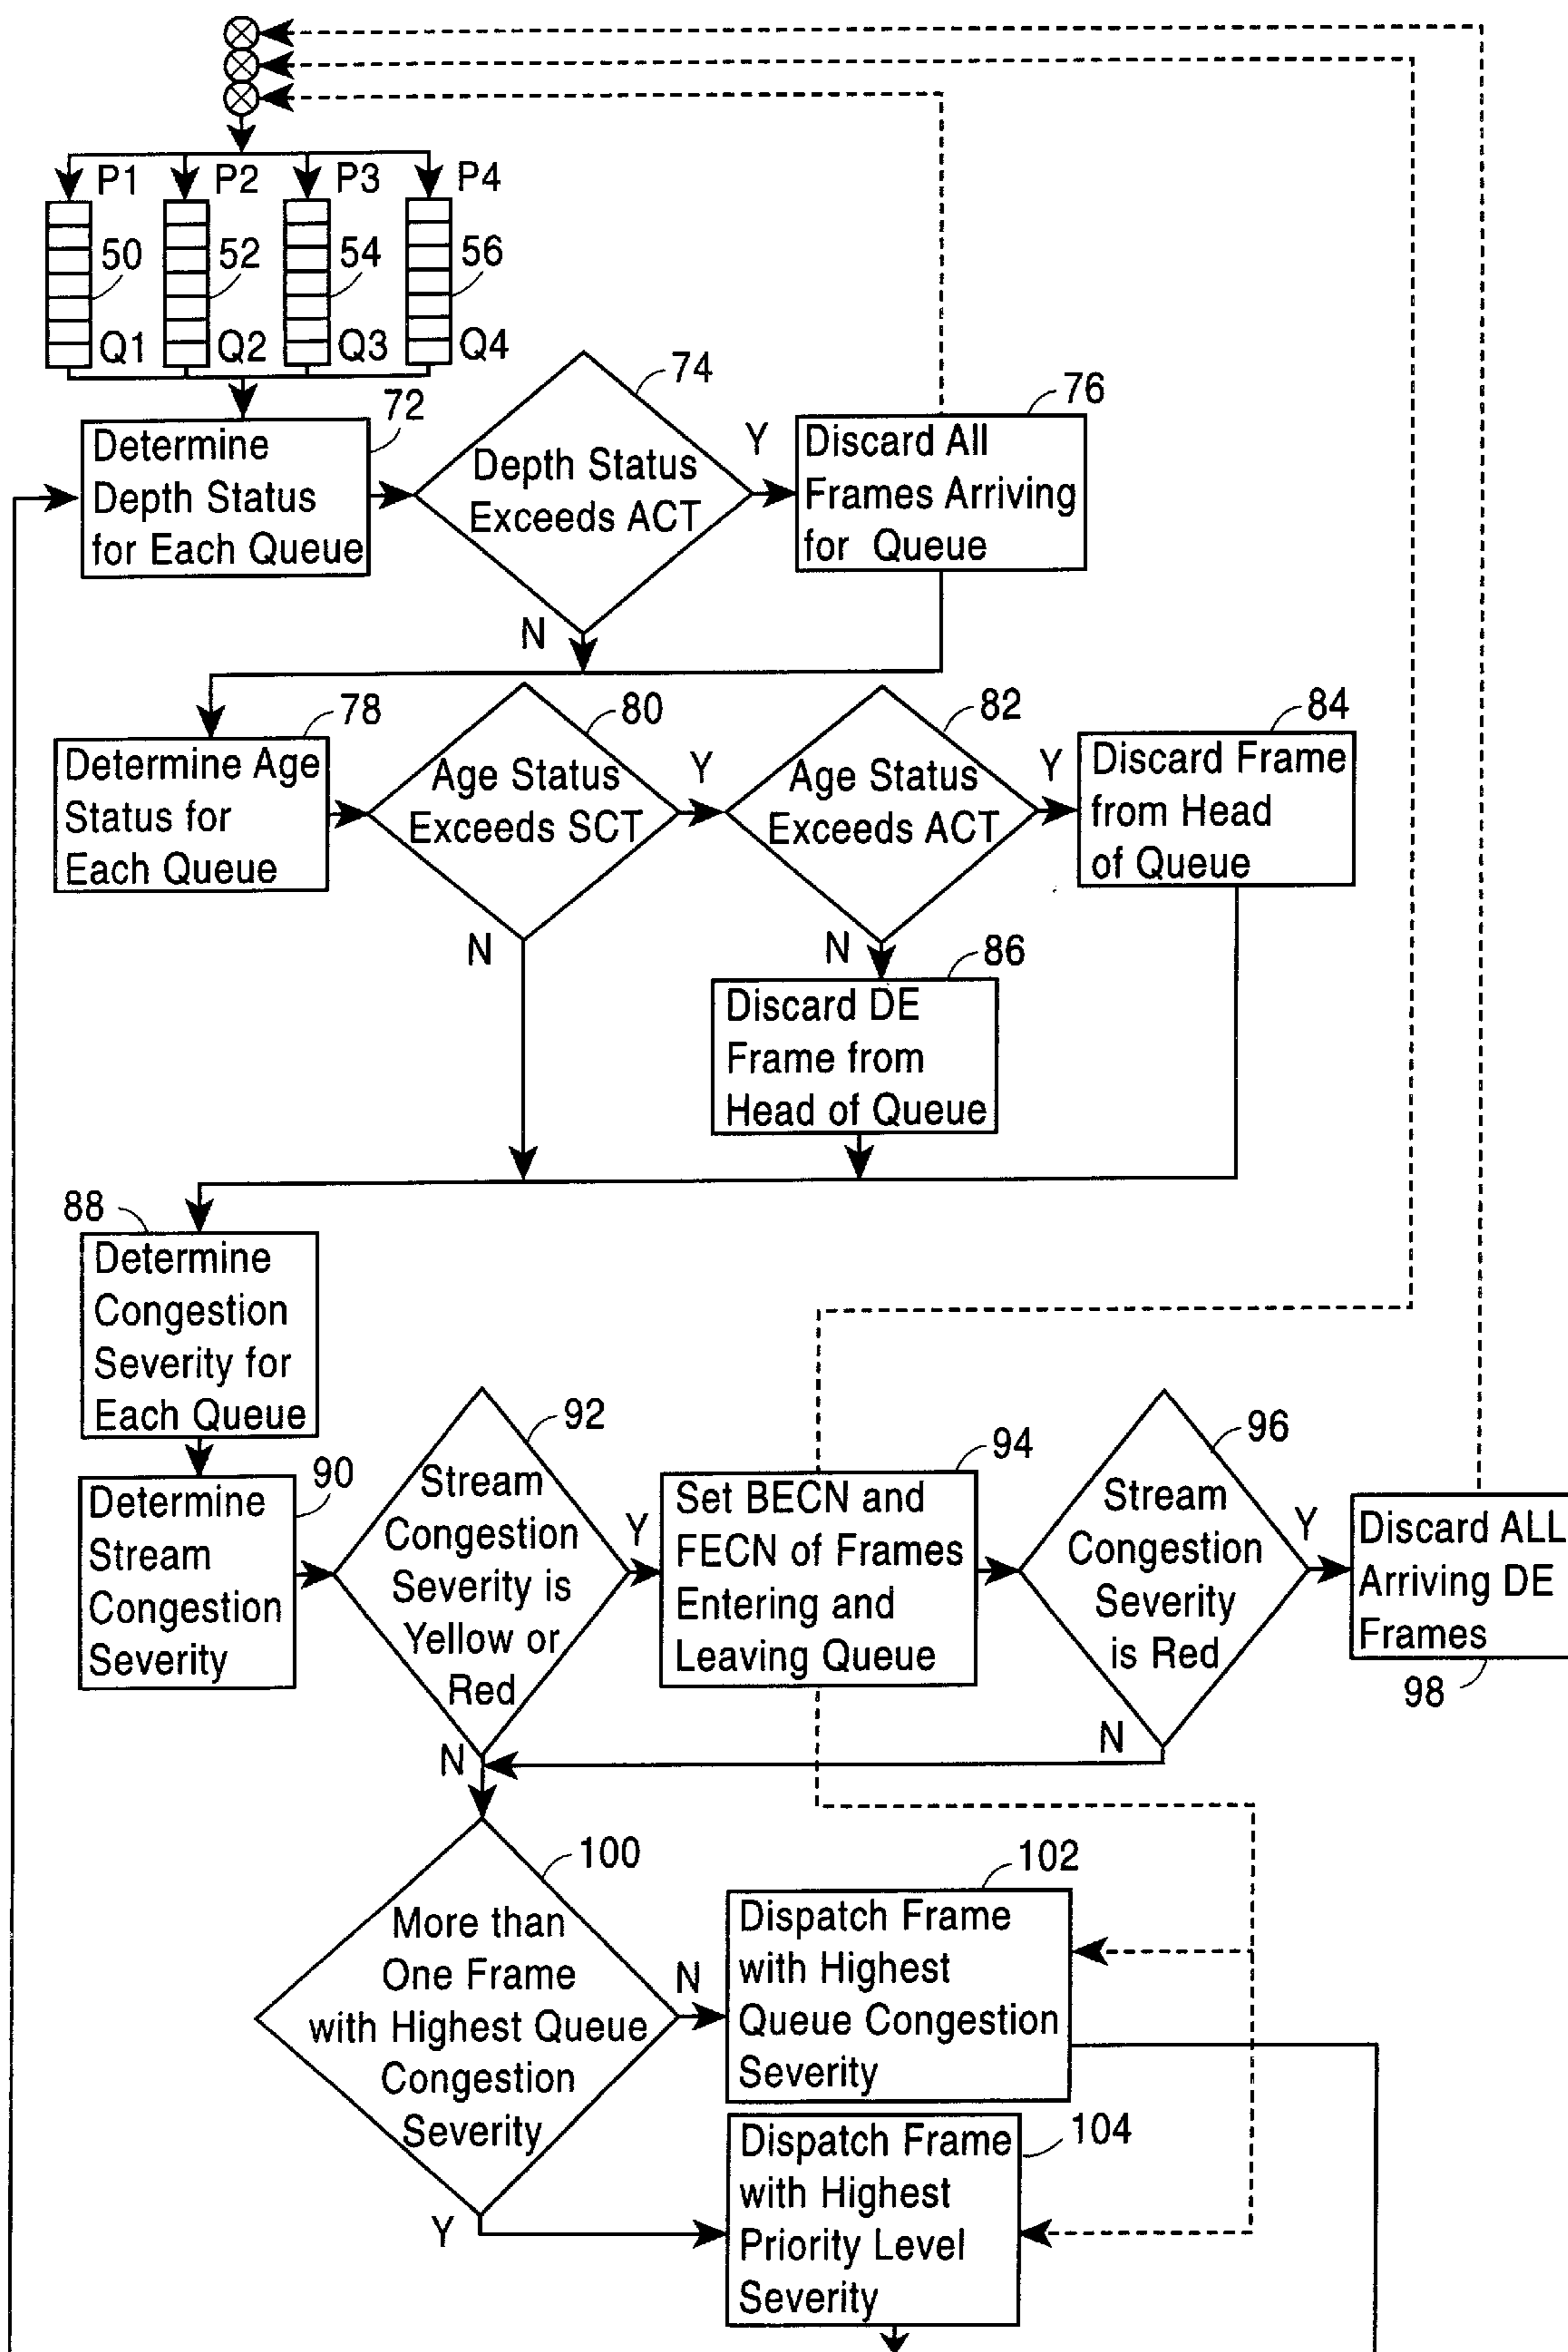 P1 P2 P3 P4
50 52 54 56
Q1 Q2 Q3 Q4
72
Determine
Depth Status
for Each Queue
74
Depth Status
Exceeds ACT
Y
N
76
Discard All
Frames Arriving
for Queue
78
Determine Age
Status for
Each Queue
80
Age Status
Exceeds SCT
Y
N
82
Age Status
Exceeds ACT
Y
N
84
Discard Frame
from Head
of Queue
86
Discard DE
Frame from
Head of Queue
88
Determine
Congestion
Severity for
Each Queue
90
Determine
Stream
Congestion
Severity
92
Stream
Congestion
Severity is
Yellow or
Red
Y
N
94
Set BECN and
FECN of Frames
Entering and
Leaving Queue
96
Stream
Congestion
Severity
is Red
Y
N
Discard ALL
Arriving DE
Frames
98
100
More than
One Frame
with Highest Queue
Congestion
Severity
N
Y
102
Dispatch Frame
with Highest
Queue Congestion
Severity
104
Dispatch Frame
with Highest
Priority Level
Severity